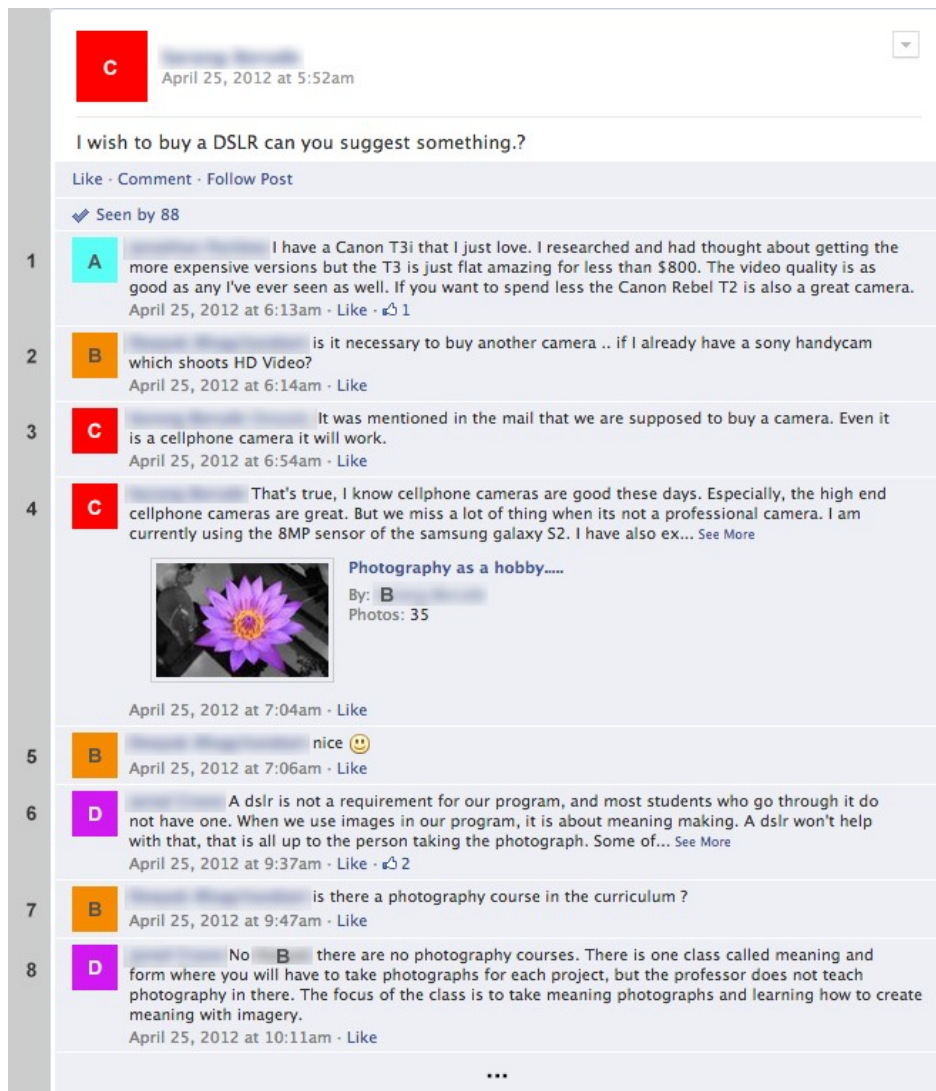 C
April 25, 2012 at 5:52am
I wish to buy a DSLR can you suggest something.?
Like · Comment · Follow Post
Seen by 88
1
A
I have a Canon T3i that I just love. I researched and had thought about getting the
more expensive versions but the T3 is just flat amazing for less than $800. The video quality is as
good as any I've ever seen as well. If you want to spend less the Canon Rebel T2 is also a great camera.
April 25, 2012 at 6:13am · Like · 1
2
B
is it necessary to buy another camera .. if I already have a sony handycam
which shoots HD Video?
April 25, 2012 at 6:14am · Like
3
C
It was mentioned in the mail that we are supposed to buy a camera. Even it
is a cellphone camera it will work.
April 25, 2012 at 6:54am · Like
4
C
That's true, I know cellphone cameras are good these days. Especially, the high end
cellphone cameras are great. But we miss a lot of thing when its not a professional camera. I am
currently using the 8MP sensor of the samsung galaxy S2. I have also ex... See More
Photography as a hobby.....
By: B
Photos: 35
April 25, 2012 at 7:04am · Like
5
B
nice
April 25, 2012 at 7:06am · Like
6
D
A dslr is not a requirement for our program, and most students who go through it do
not have one. When we use images in our program, it is about meaning making. A dslr won't help
with that, that is all up to the person taking the photograph. Some of... See More
April 25, 2012 at 9:37am · Like · 2
7
B
is there a photography course in the curriculum ?
April 25, 2012 at 9:47am · Like
8
D
No B there are no photography courses. There is one class called meaning and
form where you will have to take photographs for each project, but the professor does not teach
photography in there. The focus of the class is to take meaning photographs and learning how to create
meaning with imagery.
April 25, 2012 at 10:11am · Like
...